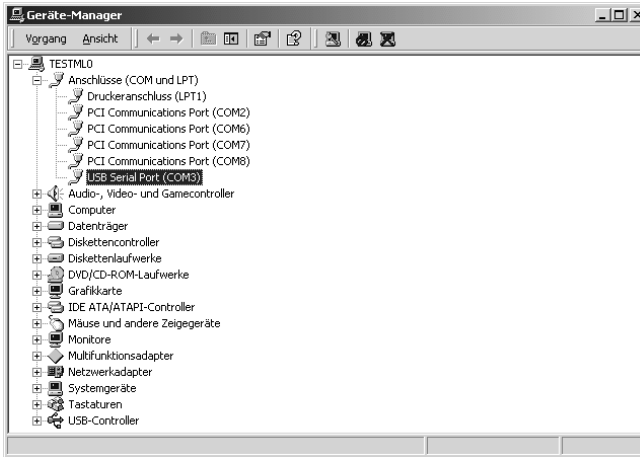 Geräte-Manager
Vorgang Ansicht
TESTML0
Anschlüsse (COM und LPT)
Druckeranschluss (LPT1)
PCI Communications Port (COM2)
PCI Communications Port (COM6)
PCI Communications Port (COM7)
PCI Communications Port (COM8)
USB Serial Port (COM3)
Audio-, Video- und Gamecontroller
Computer
Datenträger
Diskettencontroller
Diskettenlaufwerke
DVD/CD-ROM-Laufwerke
Grafikkarte
IDE ATA/ATAPI-Controller
Mäuse und andere Zeigegeräte
Monitore
Multifunktionsadapter
Netzwerkadapter
Systemgeräte
Tastaturen
USB-Controller